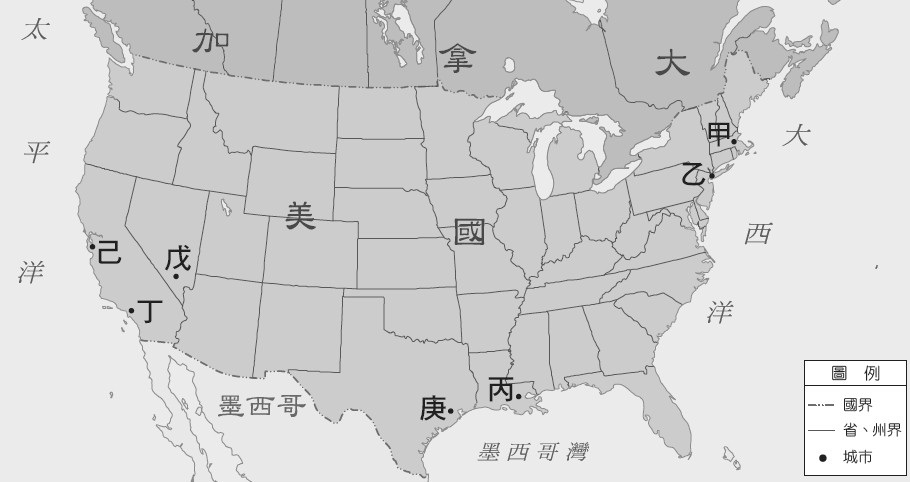 太平洋
加拿大
美國
墨西哥
墨西哥灣
大西洋
甲
乙
丙
丁
戊
己
庚
圖例
國界
省、州界
城市